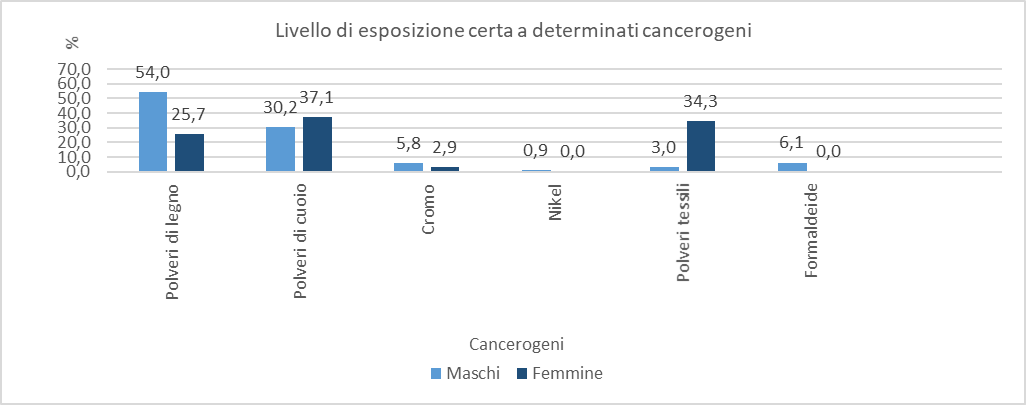 Livello di esposizione certa a determinati cancerogeni
%
70,0
60,0
50,0
40,0
30,0
20,0
10,0
0,0
54,0
25,7
30,2
37,1
5,8
2,9
0,9
0,0
3,0
34,3
6,1
0,0
Polveri di legno
Polveri di cuoio
Cromo
Nikel
Polveri tessili
Formaldeide
Cancerogeni
Maschi
Femmine